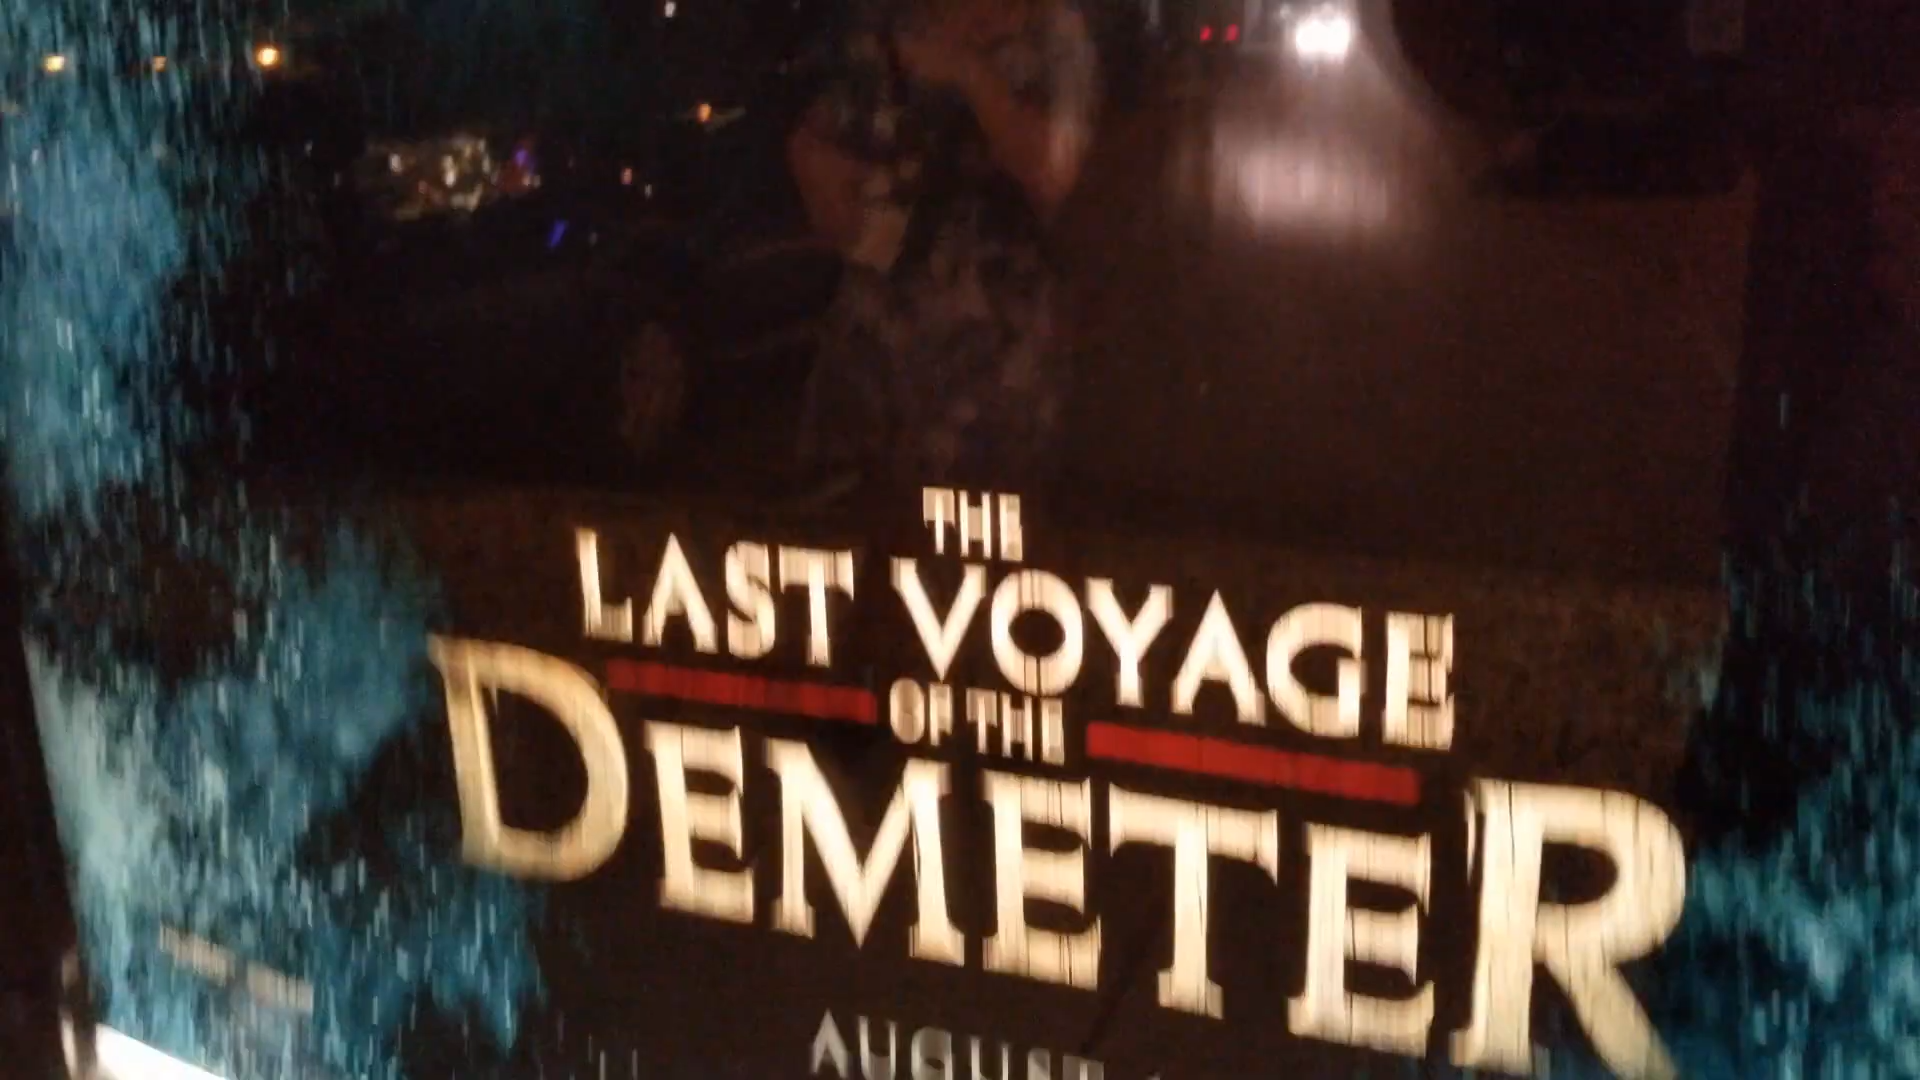 THE
LAST VOYAGE
OF THE
DEMETER
AUGUST